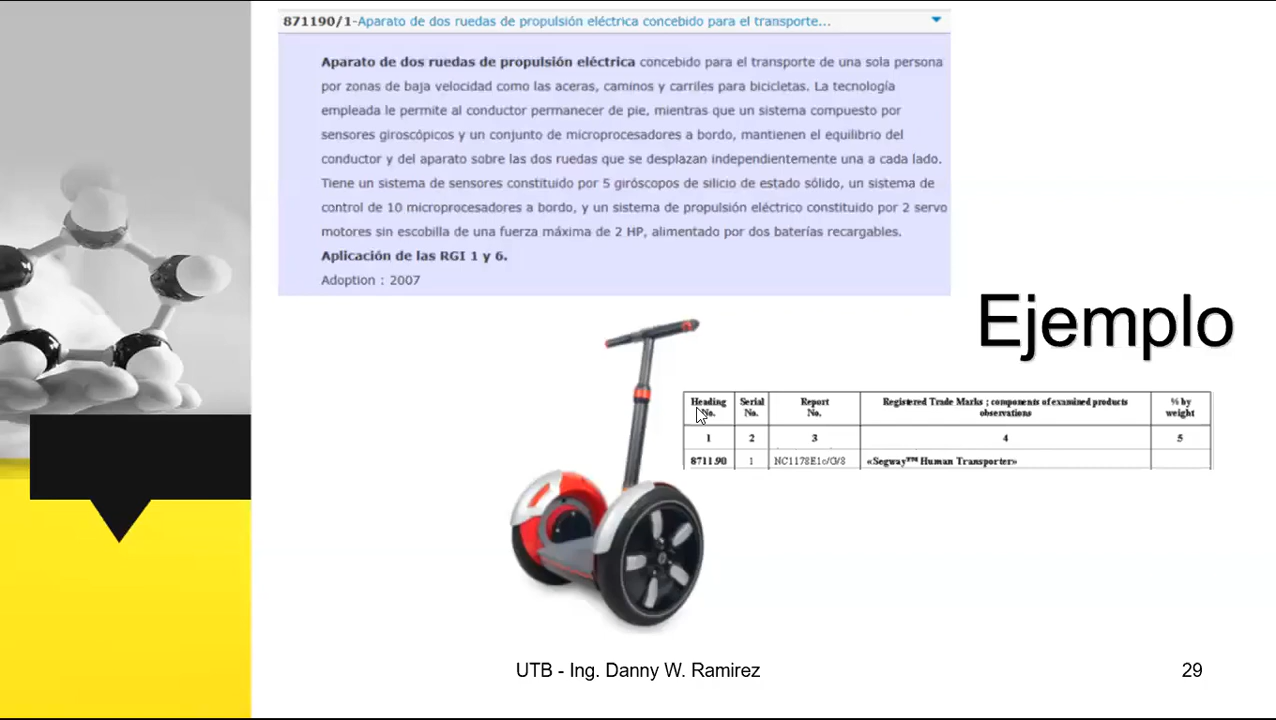 871190/1-Aparato de dos ruedas de propulsión eléctrica concebido para el transporte...
Aparato de dos ruedas de propulsión eléctrica concebido para el transporte de una sola persona
por zonas de baja velocidad como las aceras, caminos y carriles para bicicletas. La tecnología
empleada le permite al conductor permanecer de pie, mientras que un sistema compuesto por
sensores giroscópicos y un conjunto de microprocesadores a bordo, mantienen el equilibrio del
conductor y del aparato sobre las dos ruedas que se desplazan independientemente una a cada lado.
Tiene un sistema de sensores constituido por 5 giróscopos de silicio de estado sólido, un sistema de
control de 10 microprocesadores a bordo, y un sistema de propulsión eléctrico constituido por 2 servo
motores sin escobilla de una fuerza máxima de 2 HP, alimentado por dos baterías recargables.
Aplicación de las RGI 1 y 6.
Adoption : 2007
Ejemplo
Heading Serial Report Registered Trade Marks ; components of examined products % by
No. No. No. observations weight
1 2 3 4 5
8711.90 1 NC1178E1c/O/8 «Segway™ Human Transporter»
UTB - Ing. Danny W. Ramirez
29